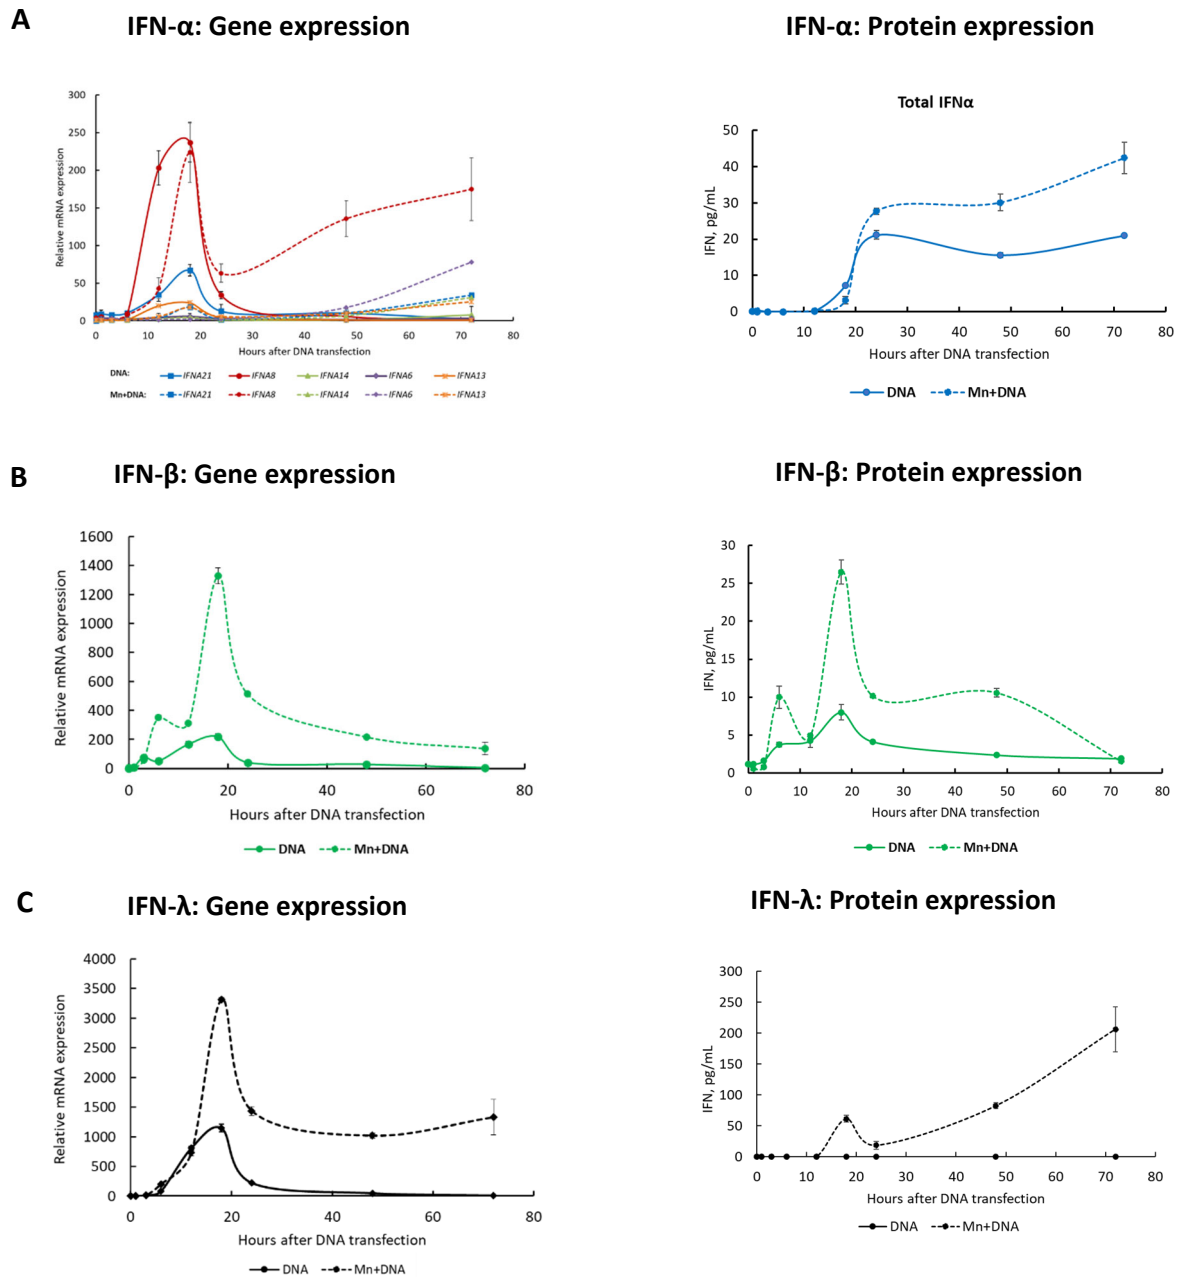 A
IFN-α: Gene expression
IFN-α: Protein expression
300
250
200
150
100
50
0
Relative mRNA expression
0 10 20 30 40 50 60 70 80
Hours after DNA transfection
DNA: IFNA21 IFNA8 IFNA14 IFNA6 IFNA13
Mn+DNA: IFNA21 IFNA8 IFNA14 IFNA6 IFNA13
Total IFNα
50
40
30
20
10
0
IFN, pg/mL
0 10 20 30 40 50 60 70 80
Hours after DNA transfection
DNA Mn+DNA
B
IFN-β: Gene expression
IFN-β: Protein expression
1600
1400
1200
1000
800
600
400
200
0
Relative mRNA expression
0 20 40 60 80
Hours after DNA transfection
DNA Mn+DNA
30
25
20
15
10
5
0
IFN, pg/mL
0 10 20 30 40 50 60 70 80
Hours after DNA transfection
DNA Mn+DNA
C
IFN-λ: Gene expression
IFN-λ: Protein expression
4000
3500
3000
2500
2000
1500
1000
500
0
Relative mRNA expression
0 20 40 60 80
Hours after DNA transfection
DNA Mn+DNA
300
250
200
150
100
50
0
IFN, pg/mL
0 10 20 30 40 50 60 70 80
Hours after DNA transfection
DNA Mn+DNA